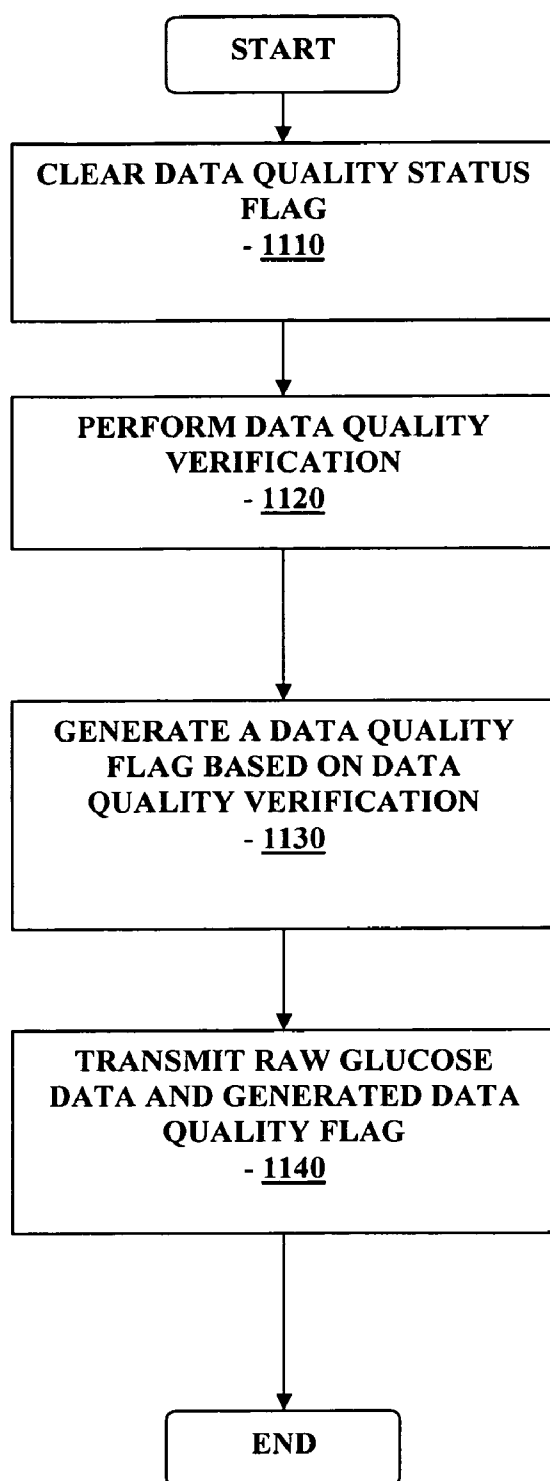 START
CLEAR DATA QUALITY STATUS
FLAG
- 1110
PERFORM DATA QUALITY
VERIFICATION
- 1120
GENERATE A DATA QUALITY
FLAG BASED ON DATA
QUALITY VERIFICATION
- 1130
TRANSMIT RAW GLUCOSE
DATA AND GENERATED DATA
QUALITY FLAG
- 1140
END